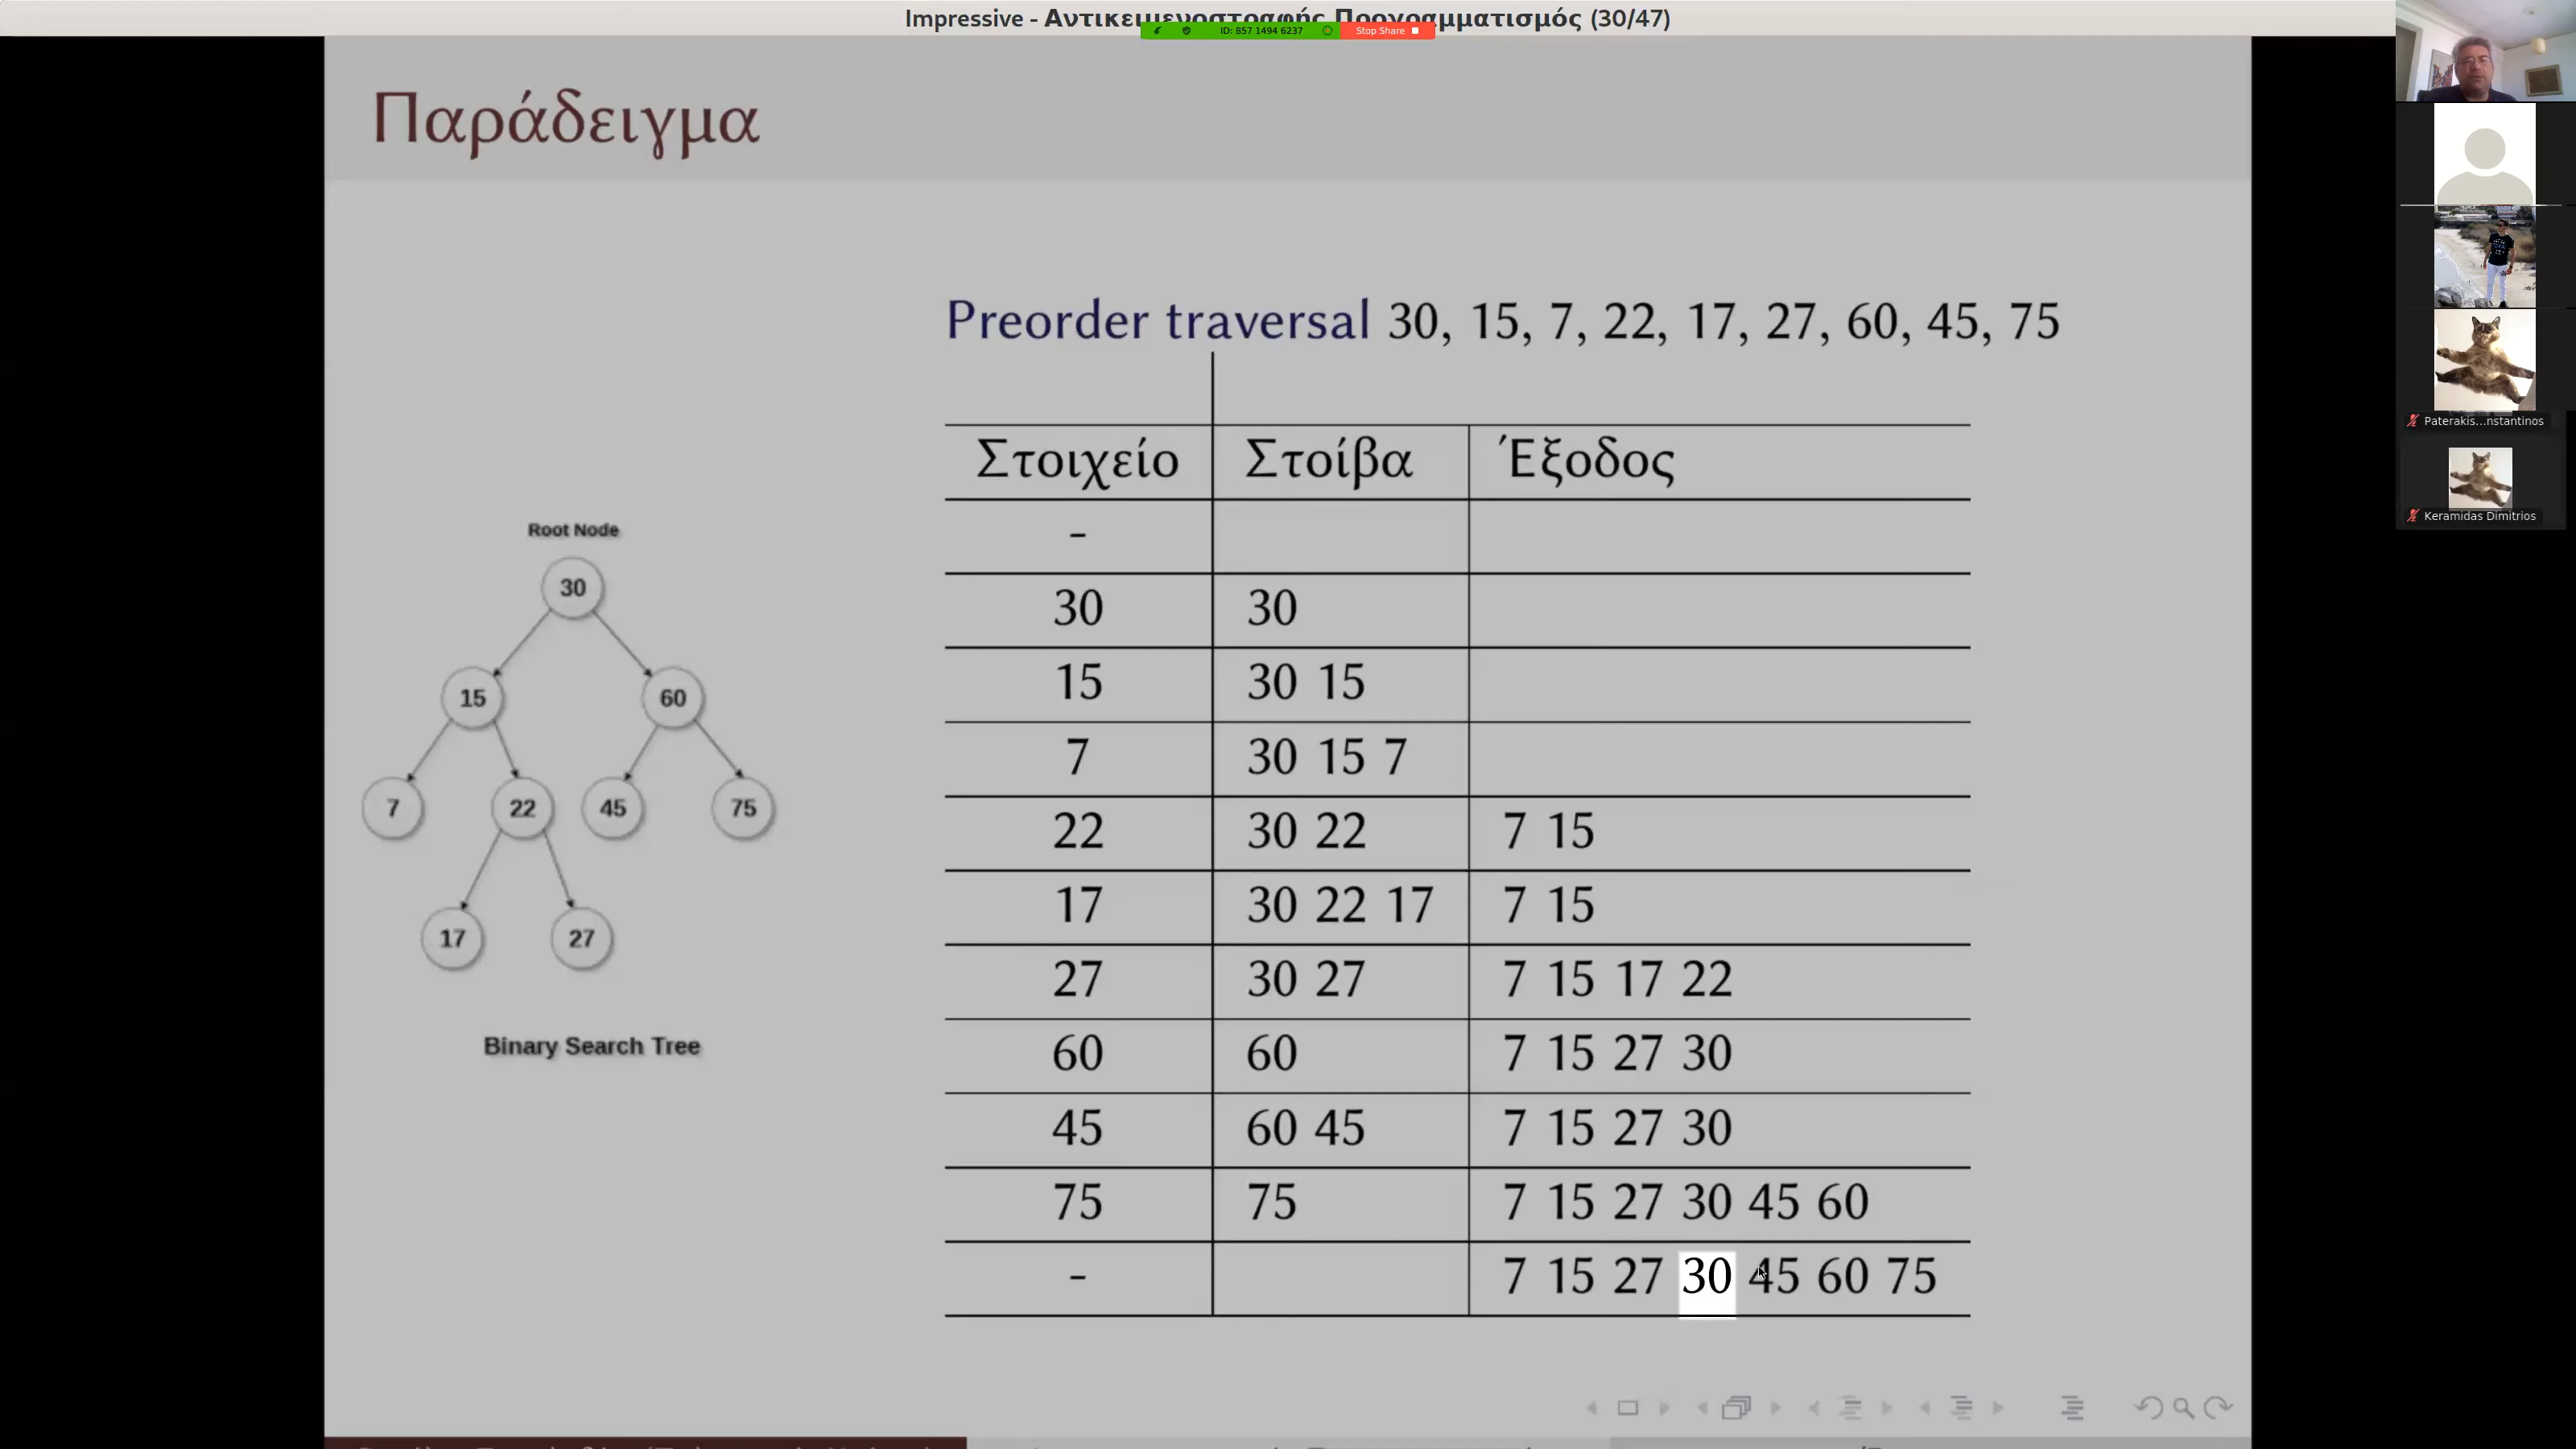 Impressive - Αντικειμενοστραφής Προγραμματισμός (30/47)
ID: 857 1494 6237 Stop Share
Παράδειγμα
Preorder traversal 30, 15, 7, 22, 17, 27, 60, 45, 75
Στοιχείο Στοίβα Έξοδος
-
30 30
15 30 15
7 30 15 7
22 30 22 7 15
17 30 22 17 7 15
27 30 27 7 15 17 22
60 60 7 15 27 30
45 60 45 7 15 27 30
75 75 7 15 27 30 45 60
- 7 15 27 30 45 60 75
Root Node
30
15 60
7 22 45 75
17 27
Binary Search Tree
Paterakis...nstantinos
Keramidas Dimitrios